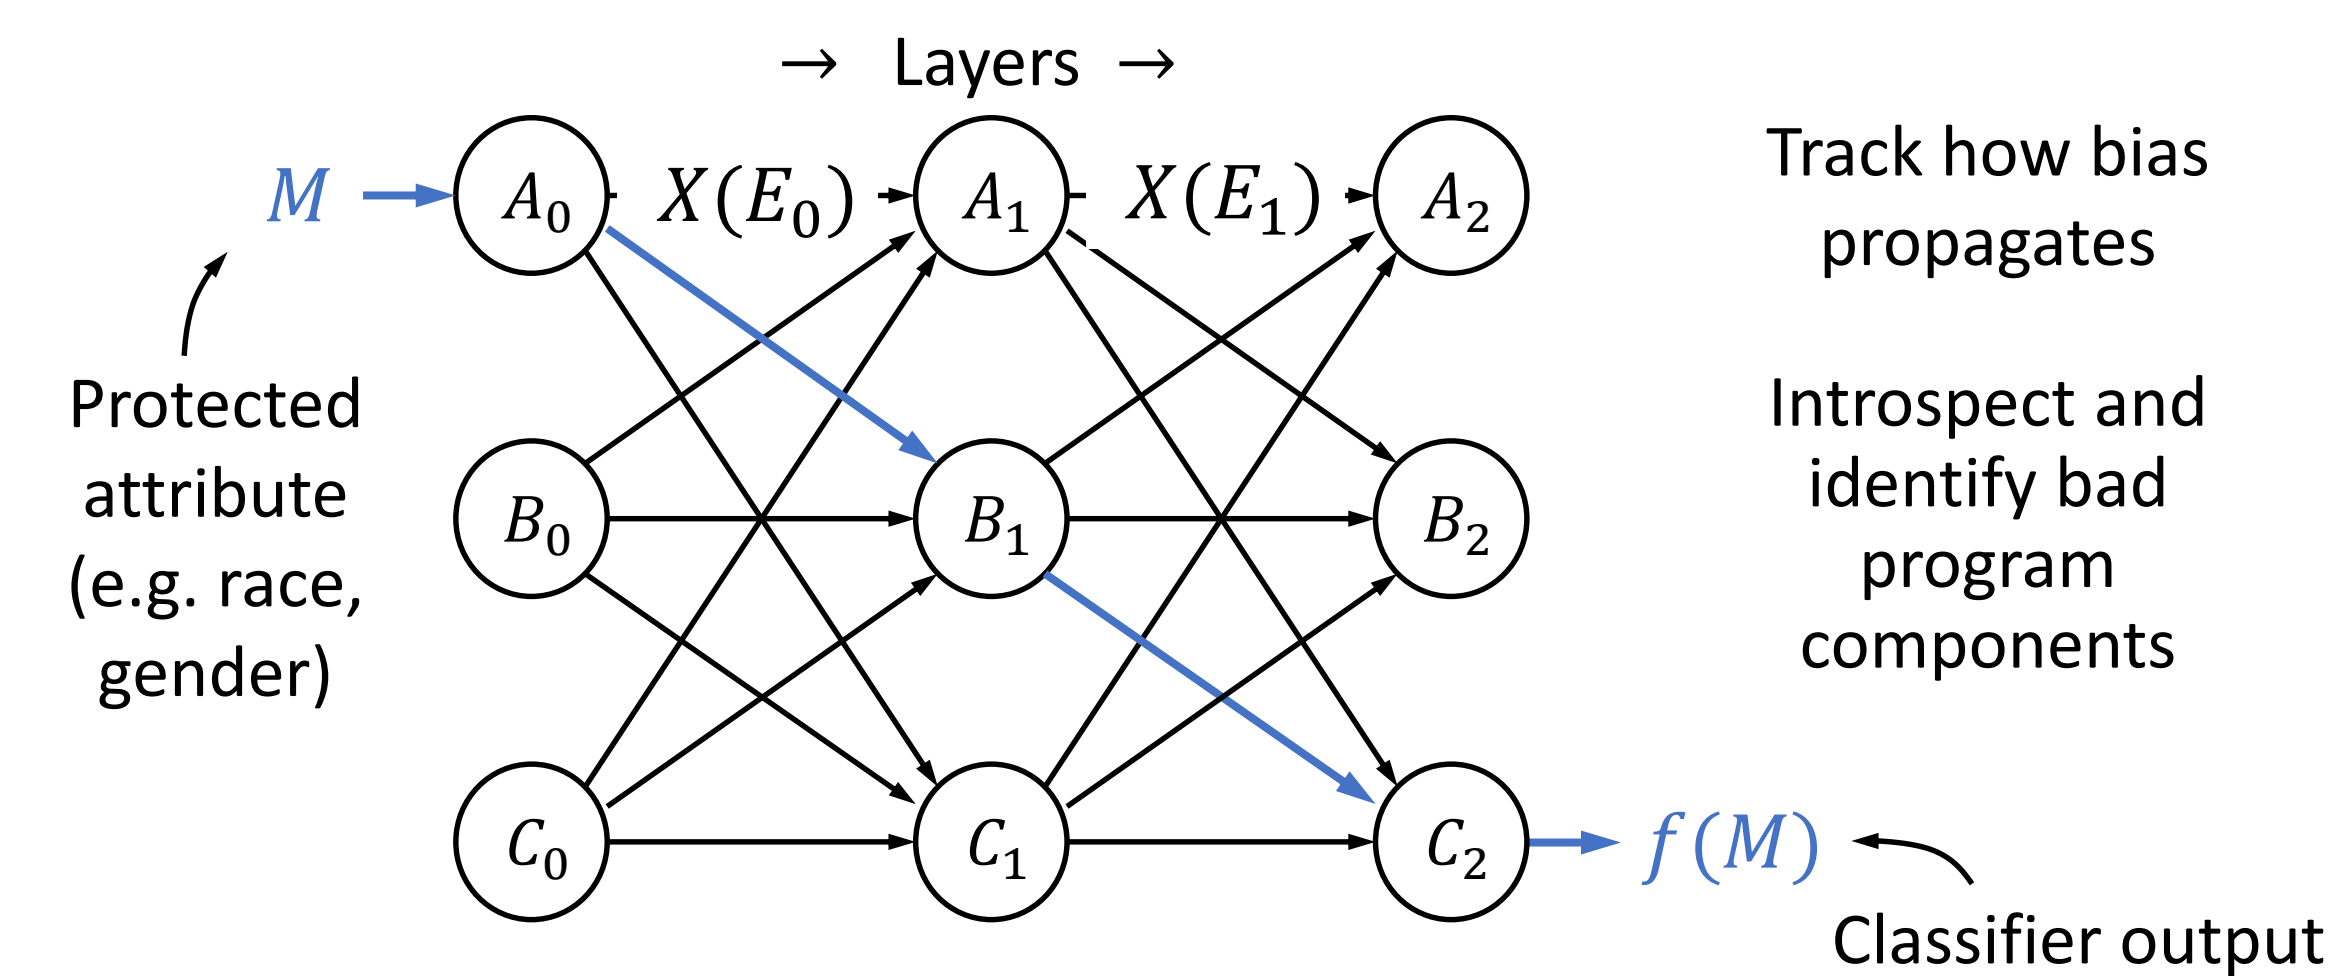 → Layers →
M
A₀
X(E₀)
A₁
X(E₁)
A₂
Track how bias
propagates
Protected
attribute
(e.g. race,
gender)
B₀
B₁
B₂
Introspect and
identify bad
program
components
C₀
C₁
C₂
f(M)
Classifier output